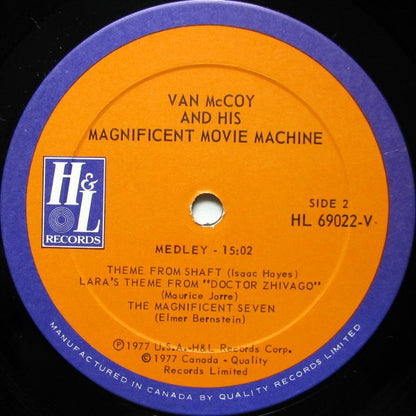 VAN McCOY
AND HIS
MAGNIFICENT MOVIE MACHINE
H&L
RECORDS
SIDE 2
HL 69022-V
MEDLEY - 15:02
THEME FROM SHAFT (Isaac Hayes)
LARA'S THEME FROM "DOCTOR ZHIVAGO"
(Maurice Jarre)
THE MAGNIFICENT SEVEN
(Elmer Bernstein)
℗ 1977 U.S.A.-H&L Records Corp.
© 1977 Canada - Quality
Records Limited
MANUFACTURED IN CANADA BY QUALITY RECORDS LIMITED